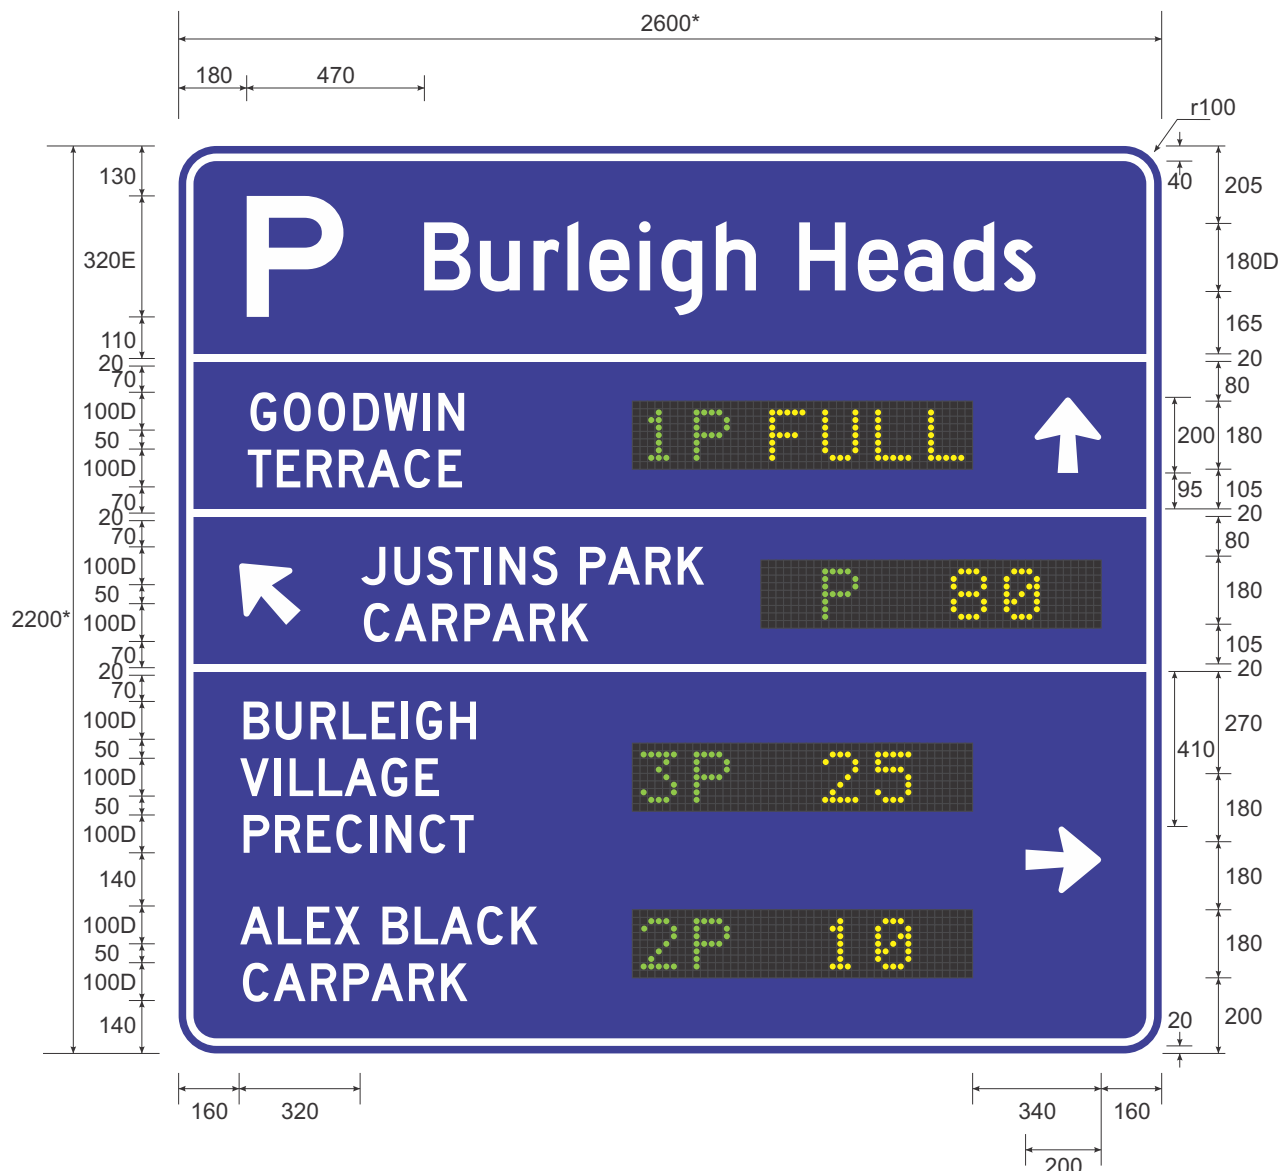 2600*
180 470
r100
P Burleigh Heads
GOODWIN
TERRACE
1P FULL
JUSTINS PARK
CARPARK
P 80
BURLEIGH
VILLAGE
PRECINCT
3P 25
ALEX BLACK
CARPARK
2P 10
2200*
130
320E
110
20
70
100D
50
100D
70
20
70
100D
50
100D
70
20
70
100D
50
100D
50
100D
140
100D
50
100D
140
40
200
95
410
20
205
180D
165
20
80
180
105
20
80
180
105
20
270
180
180
180
200
160 320
340 160
200